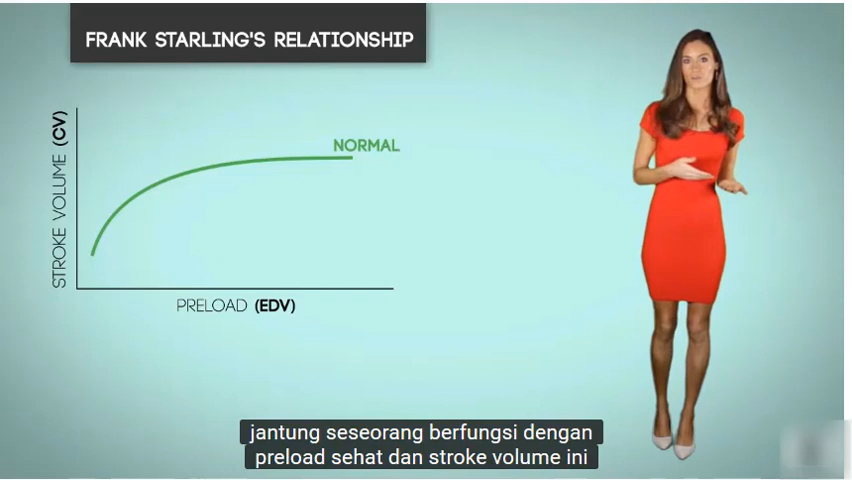 FRANK STARLING'S RELATIONSHIP
STROKE VOLUME (CV)
NORMAL
PRELOAD (EDV)
jantung seseorang berfungsi dengan
preload sehat dan stroke volume ini